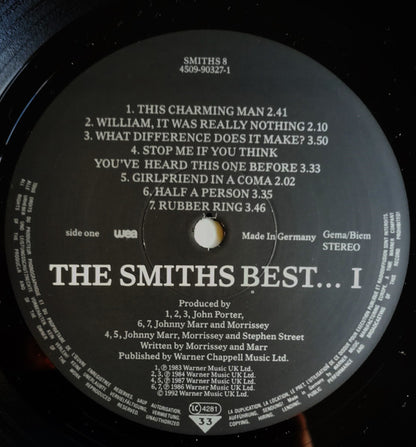 SMITHS 8
4509-90327-1
1. THIS CHARMING MAN 2.41
2. WILLIAM, IT WAS REALLY NOTHING 2.10
3. WHAT DIFFERENCE DOES IT MAKE? 3.50
4. STOP ME IF YOU THINK
YOU'VE HEARD THIS ONE BEFORE 3.33
5. GIRLFRIEND IN A COMA 2.02
6. HALF A PERSON 3.35
7. RUBBER RING 3.46
side one
wea
Made in Germany
Gema/Biem
STEREO
THE SMITHS BEST... I
Produced by
1, 2, 3, John Porter,
6, 7, Johnny Marr and Morrissey
4, 5, Johnny Marr, Morrissey and Stephen Street
Written by Morrissey and Marr
Published by Warner Chappell Music Ltd.
1, ℗ 1983 Warner Music UK Ltd.
2, 3, ℗ 1984 Warner Music UK Ltd.
4, 5, ℗ 1987 Warner Music UK Ltd.
6, 7, ℗ 1986 Warner Music UK Ltd.
© 1992 Warner Music UK Ltd.
LC 4281
33